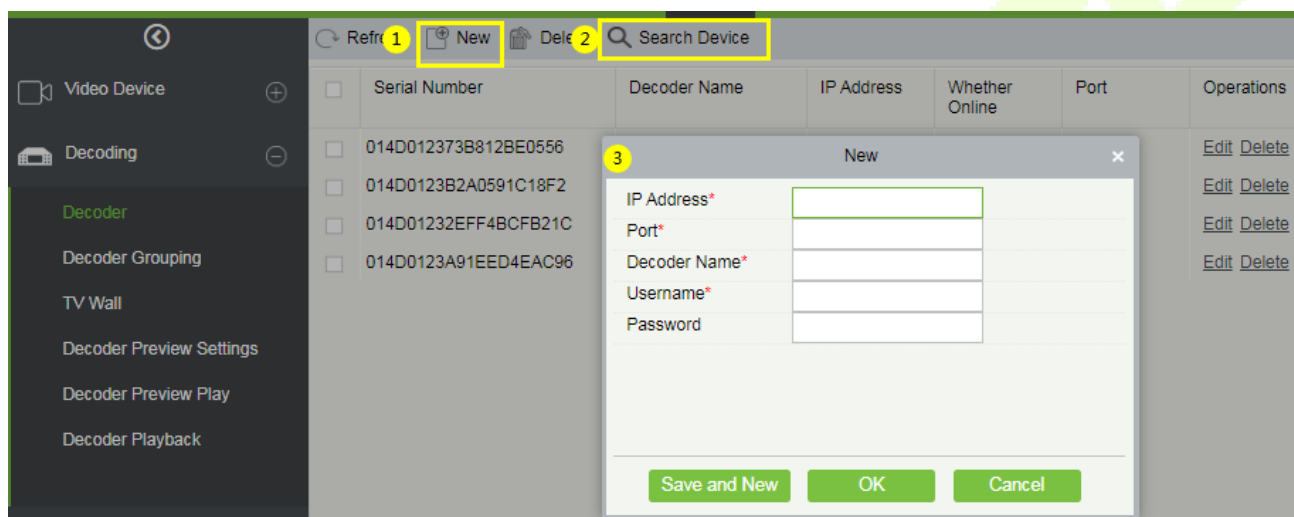 Refre 1 New Dele 2 Search Device
Video Device
Decoding
Decoder
Decoder Grouping
TV Wall
Decoder Preview Settings
Decoder Preview Play
Decoder Playback
Serial Number Decoder Name IP Address Whether Online Port Operations
014D012373B812BE0556 Edit Delete
014D0123B2A0591C18F2 Edit Delete
014D01232EFF4BCFB21C Edit Delete
014D0123A91EED4EAC96 Edit Delete
3 New ×
IP Address*
Port*
Decoder Name*
Username*
Password
Save and New OK Cancel